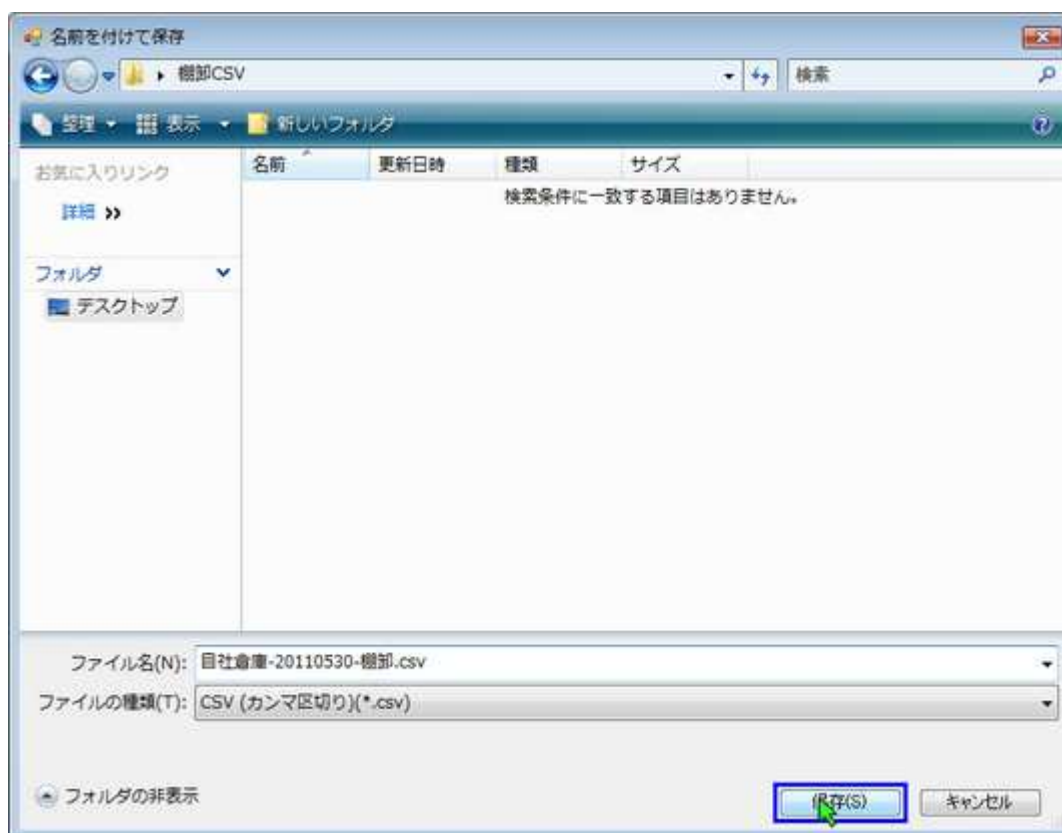 名前を付けて保存
棚卸CSV
検索
整理 表示 新しいフォルダ
お気に入りリンク
名前 更新日時 種類 サイズ
検索条件に一致する項目はありません。
詳細 »
フォルダ
デスクトップ
ファイル名(N): 自社倉庫-20110530-棚卸.csv
ファイルの種類(T): CSV (カンマ区切り)(*.csv)
フォルダの非表示
保存(S) キャンセル